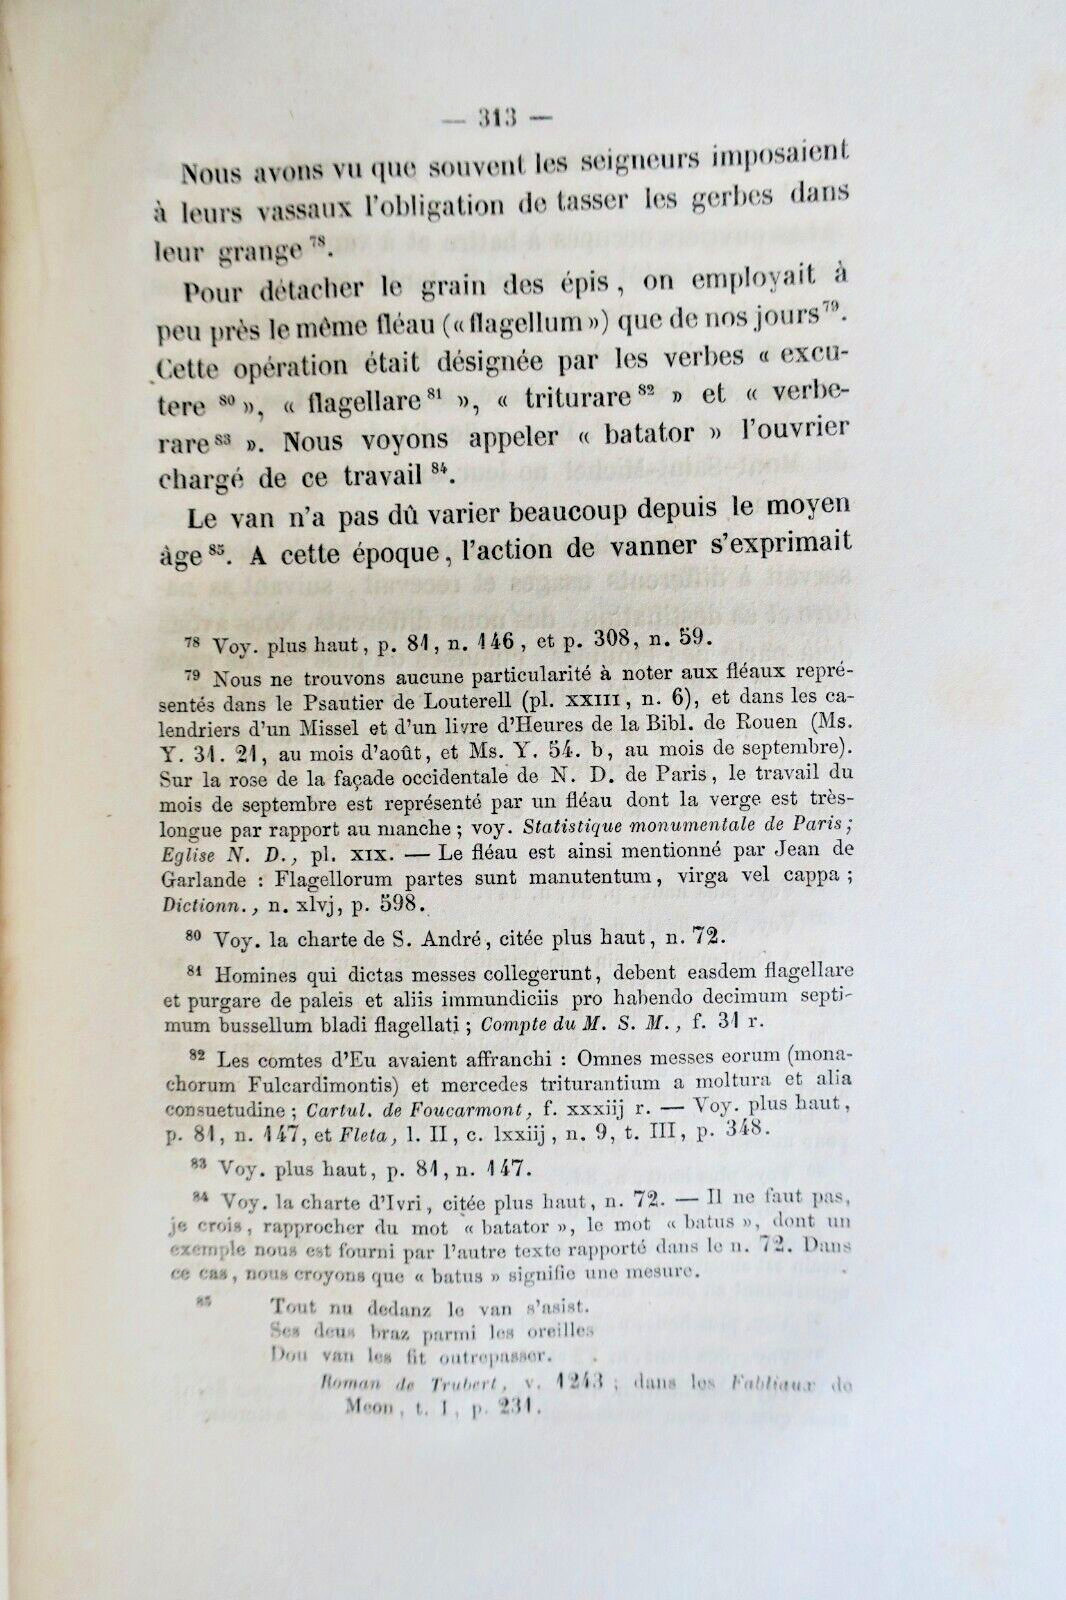 — 313 —
Nous avons vu que souvent les seigneurs imposaient
à leurs vassaux l'obligation de tasser les gerbes dans
leur grange ⁷⁸.
Pour détacher le grain des épis, on employait à
peu près le même fléau (« flagellum ») que de nos jours ⁷⁹.
Cette opération était désignée par les verbes « excu-
tere ⁸⁰ », « flagellare ⁸¹ », « triturare ⁸² » et « verbe-
rare ⁸³ ». Nous voyons appeler « batator » l'ouvrier
chargé de ce travail ⁸⁴.
Le van n'a pas dû varier beaucoup depuis le moyen
âge ⁸⁵. A cette époque, l'action de vanner s'exprimait
⁷⁸ Voy. plus haut, p. 81, n. 146, et p. 308, n. 59.
⁷⁹ Nous ne trouvons aucune particularité à noter aux fléaux repré-
sentés dans le Psautier de Louterell (pl. XXIII, n. 6), et dans les ca-
lendriers d'un Missel et d'un livre d'Heures de la Bibl. de Rouen (Ms.
Y. 31. 21, au mois d'août, et Ms. Y. 54. b, au mois de septembre).
Sur la rose de la façade occidentale de N. D. de Paris, le travail du
mois de septembre est représenté par un fléau dont la verge est très-
longue par rapport au manche ; voy. Statistique monumentale de Paris ;
Eglise N. D., pl. XIX. — Le fléau est ainsi mentionné par Jean de
Garlande : Flagellorum partes sunt manutentum, virga vel cappa ;
Dictionn., n. xlvj, p. 598.
⁸⁰ Voy. la charte de S. André, citée plus haut, n. 72.
⁸¹ Homines qui dictas messes collegerunt, debent easdem flagellare
et purgare de paleis et aliis immundiciis pro habendo decimum septi-
mum bussellum bladi flagellati ; Compte du M. S. M., f. 31 r.
⁸² Les comtes d'Eu avaient affranchi : Omnes messes eorum (mona-
chorum Fulcardimontis) et mercedes triturantium a moltura et alia
consuetudine ; Cartul. de Foucarmont, f. xxxiij r. — Voy. plus haut,
p. 81, n. 147, et Fleta, l. II, c. lxxiij, n. 9, t. III, p. 348.
⁸³ Voy. plus haut, p. 81, n. 147.
⁸⁴ Voy. la charte d'Ivri, citée plus haut, n. 72. — Il ne faut pas,
je crois, rapprocher du mot « batator », le mot « batus », dont un
exemple nous est fourni par l'autre texte rapporté dans le n. 72. Dans
ce cas, nous croyons que « batus » signifie une mesure.
⁸⁵ Tout nu dedanz le van s'asist.
Ses deus braz parmi les oreilles
Dou van les fit outrepasser.
Roman de Trubert, v. 1243 ; dans les Fabliaux de
Meon, t. I, p. 231.